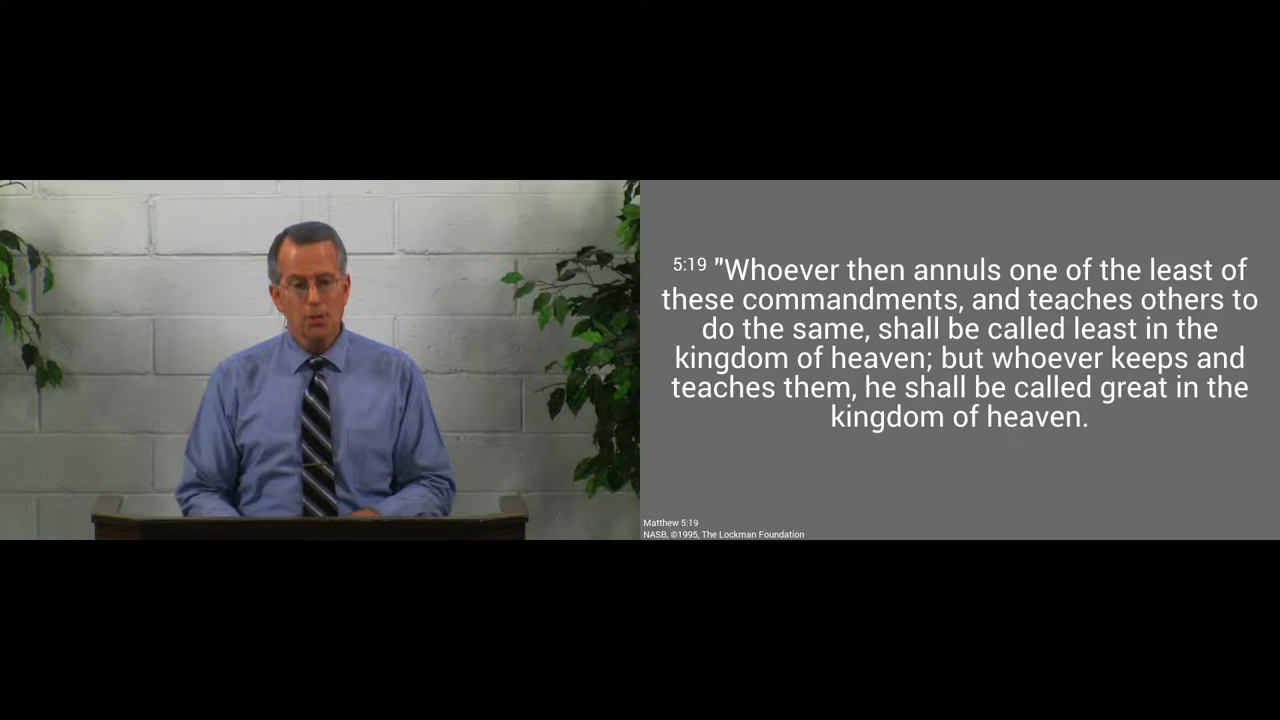 5:19 "Whoever then annuls one of the least of
these commandments, and teaches others to
do the same, shall be called least in the
kingdom of heaven; but whoever keeps and
teaches them, he shall be called great in the
kingdom of heaven.
Matthew 5:19
NASB, ©1995, The Lockman Foundation